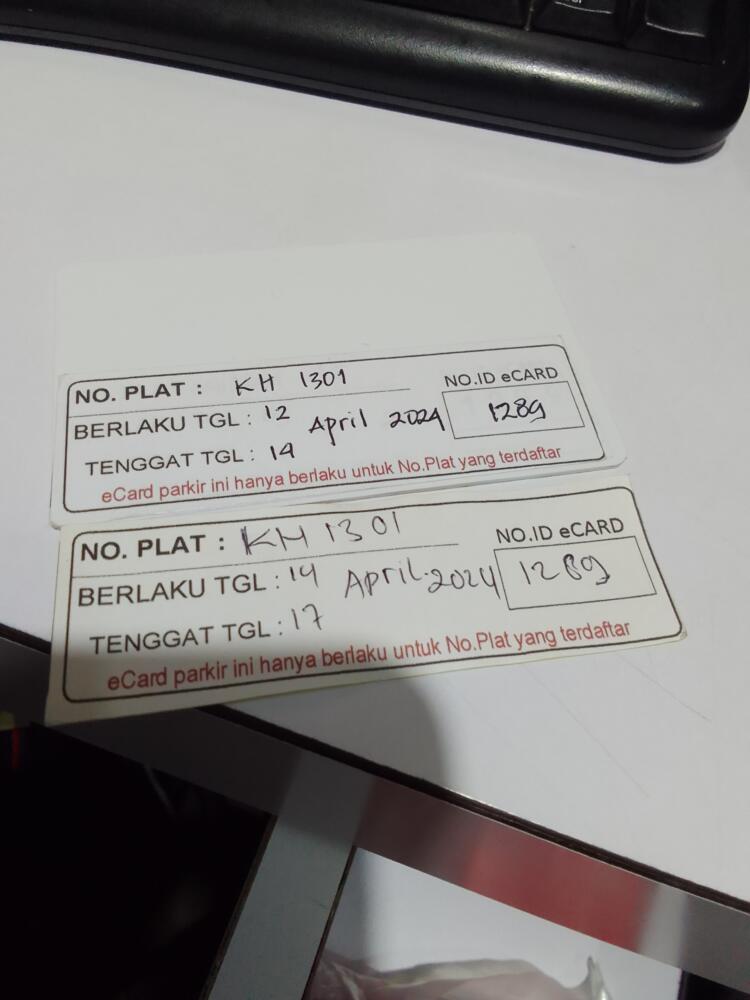 NO. PLAT : KH 1301
NO.ID eCARD
BERLAKU TGL : 12 April 2024
1289
TENGGAT TGL : 14
eCard parkir ini hanya berlaku untuk No.Plat yang terdaftar
NO. PLAT : KH 1301
NO.ID eCARD
BERLAKU TGL : 14 April 2024
1289
TENGGAT TGL : 17
eCard parkir ini hanya berlaku untuk No.Plat yang terdaftar